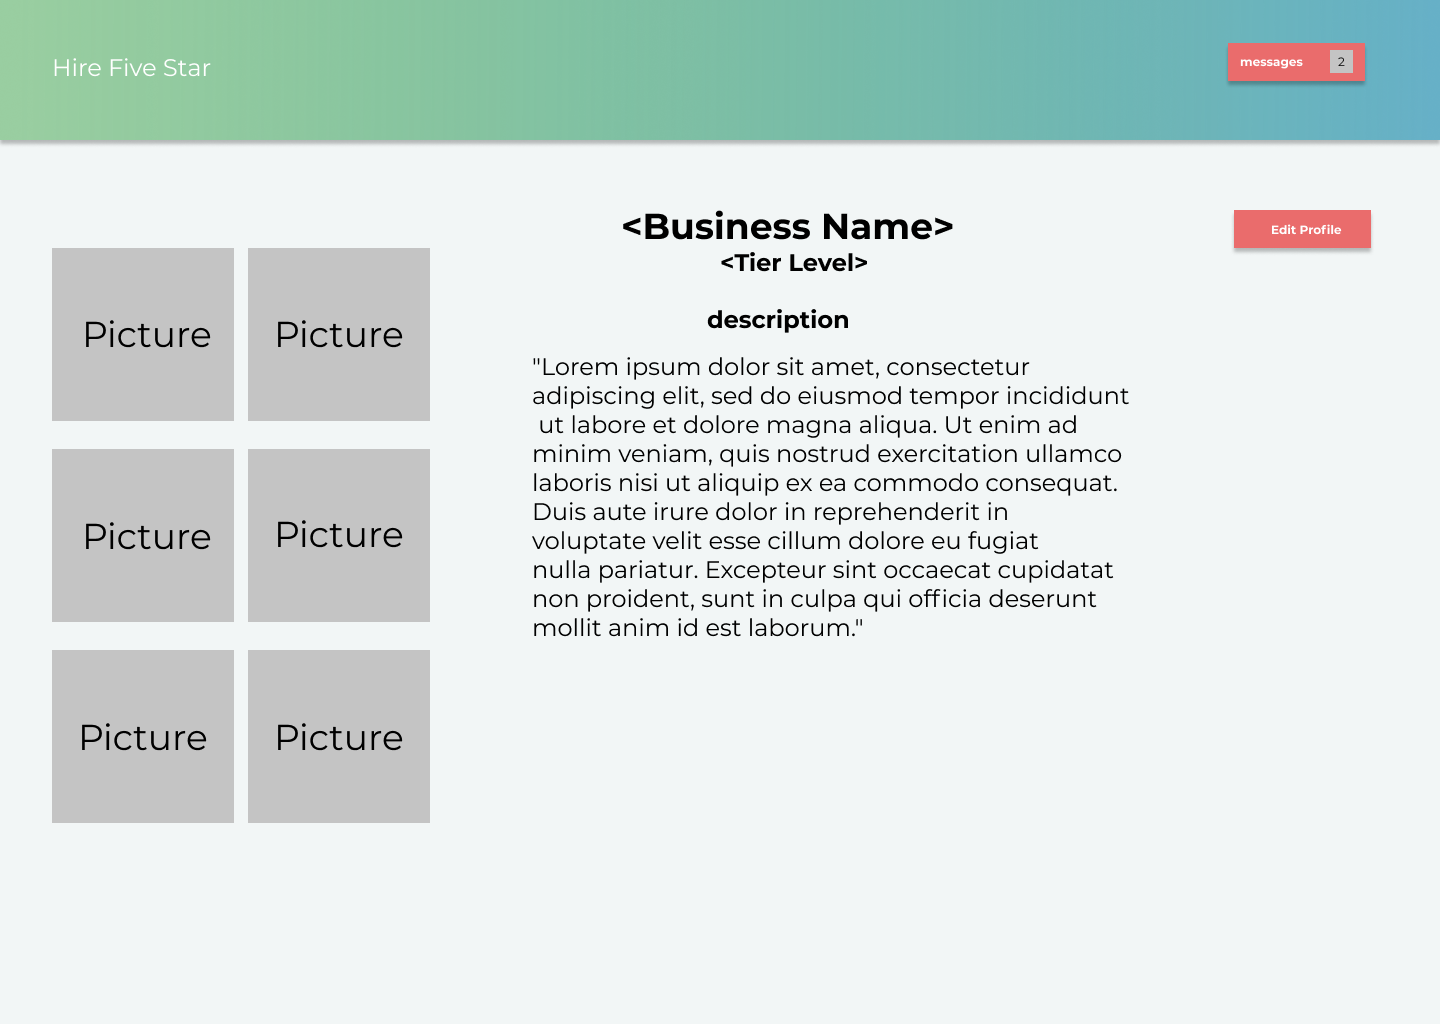 Hire Five Star
messages 2
<Business Name>
Edit Profile
<Tier Level>
description
Picture Picture
"Lorem ipsum dolor sit amet, consectetur
adipiscing elit, sed do eiusmod tempor incididunt
ut labore et dolore magna aliqua. Ut enim ad
minim veniam, quis nostrud exercitation ullamco
laboris nisi ut aliquip ex ea commodo consequat.
Duis aute irure dolor in reprehenderit in
voluptate velit esse cillum dolore eu fugiat
nulla pariatur. Excepteur sint occaecat cupidatat
non proident, sunt in culpa qui officia deserunt
mollit anim id est laborum."
Picture Picture
Picture Picture